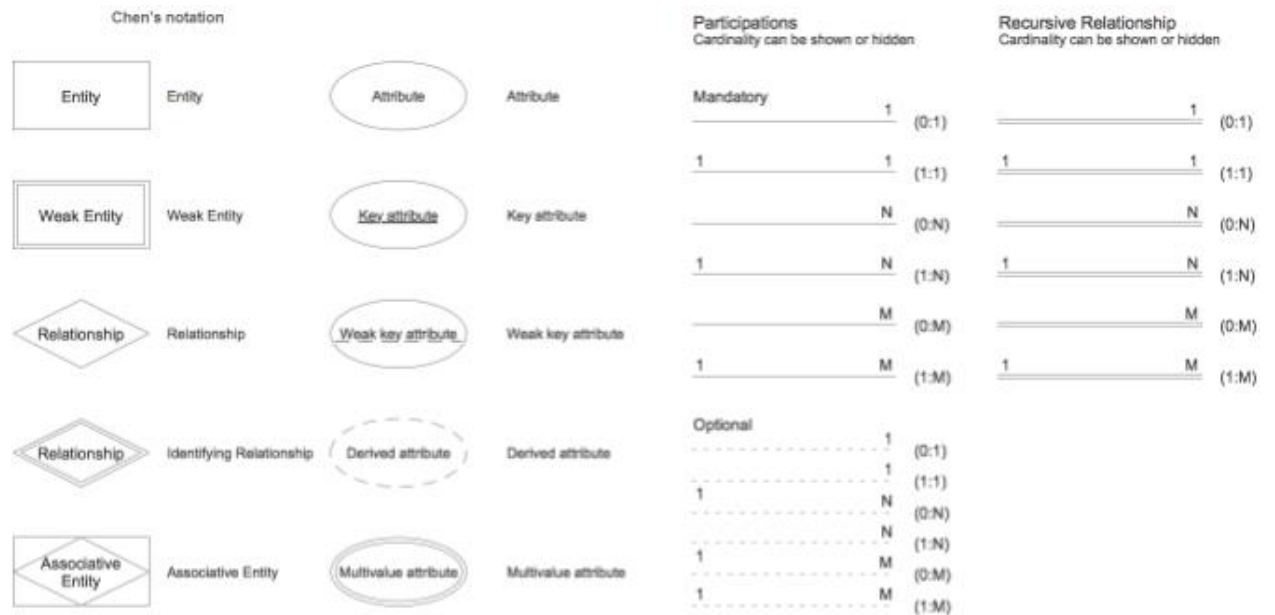 Chen's notation
Entity
Entity
Attribute
Attribute
Weak Entity
Weak Entity
Key attribute
Key attribute
Relationship
Relationship
Weak key attribute
Weak key attribute
Relationship
Identifying Relationship
Derived attribute
Derived attribute
Associative
Entity
Associative Entity
Multivalue attribute
Multivalue attribute
Participations
Cardinality can be shown or hidden
Mandatory
1 (0:1)
1 1 (1:1)
N (0:N)
1 N (1:N)
M (0:M)
1 M (1:M)
Optional
1 (0:1)
1 (1:1)
1
N (0:N)
N (1:N)
1
M (0:M)
1 M (1:M)
Recursive Relationship
Cardinality can be shown or hidden
1 (0:1)
1 1 (1:1)
N (0:N)
1 N (1:N)
M (0:M)
1 M (1:M)